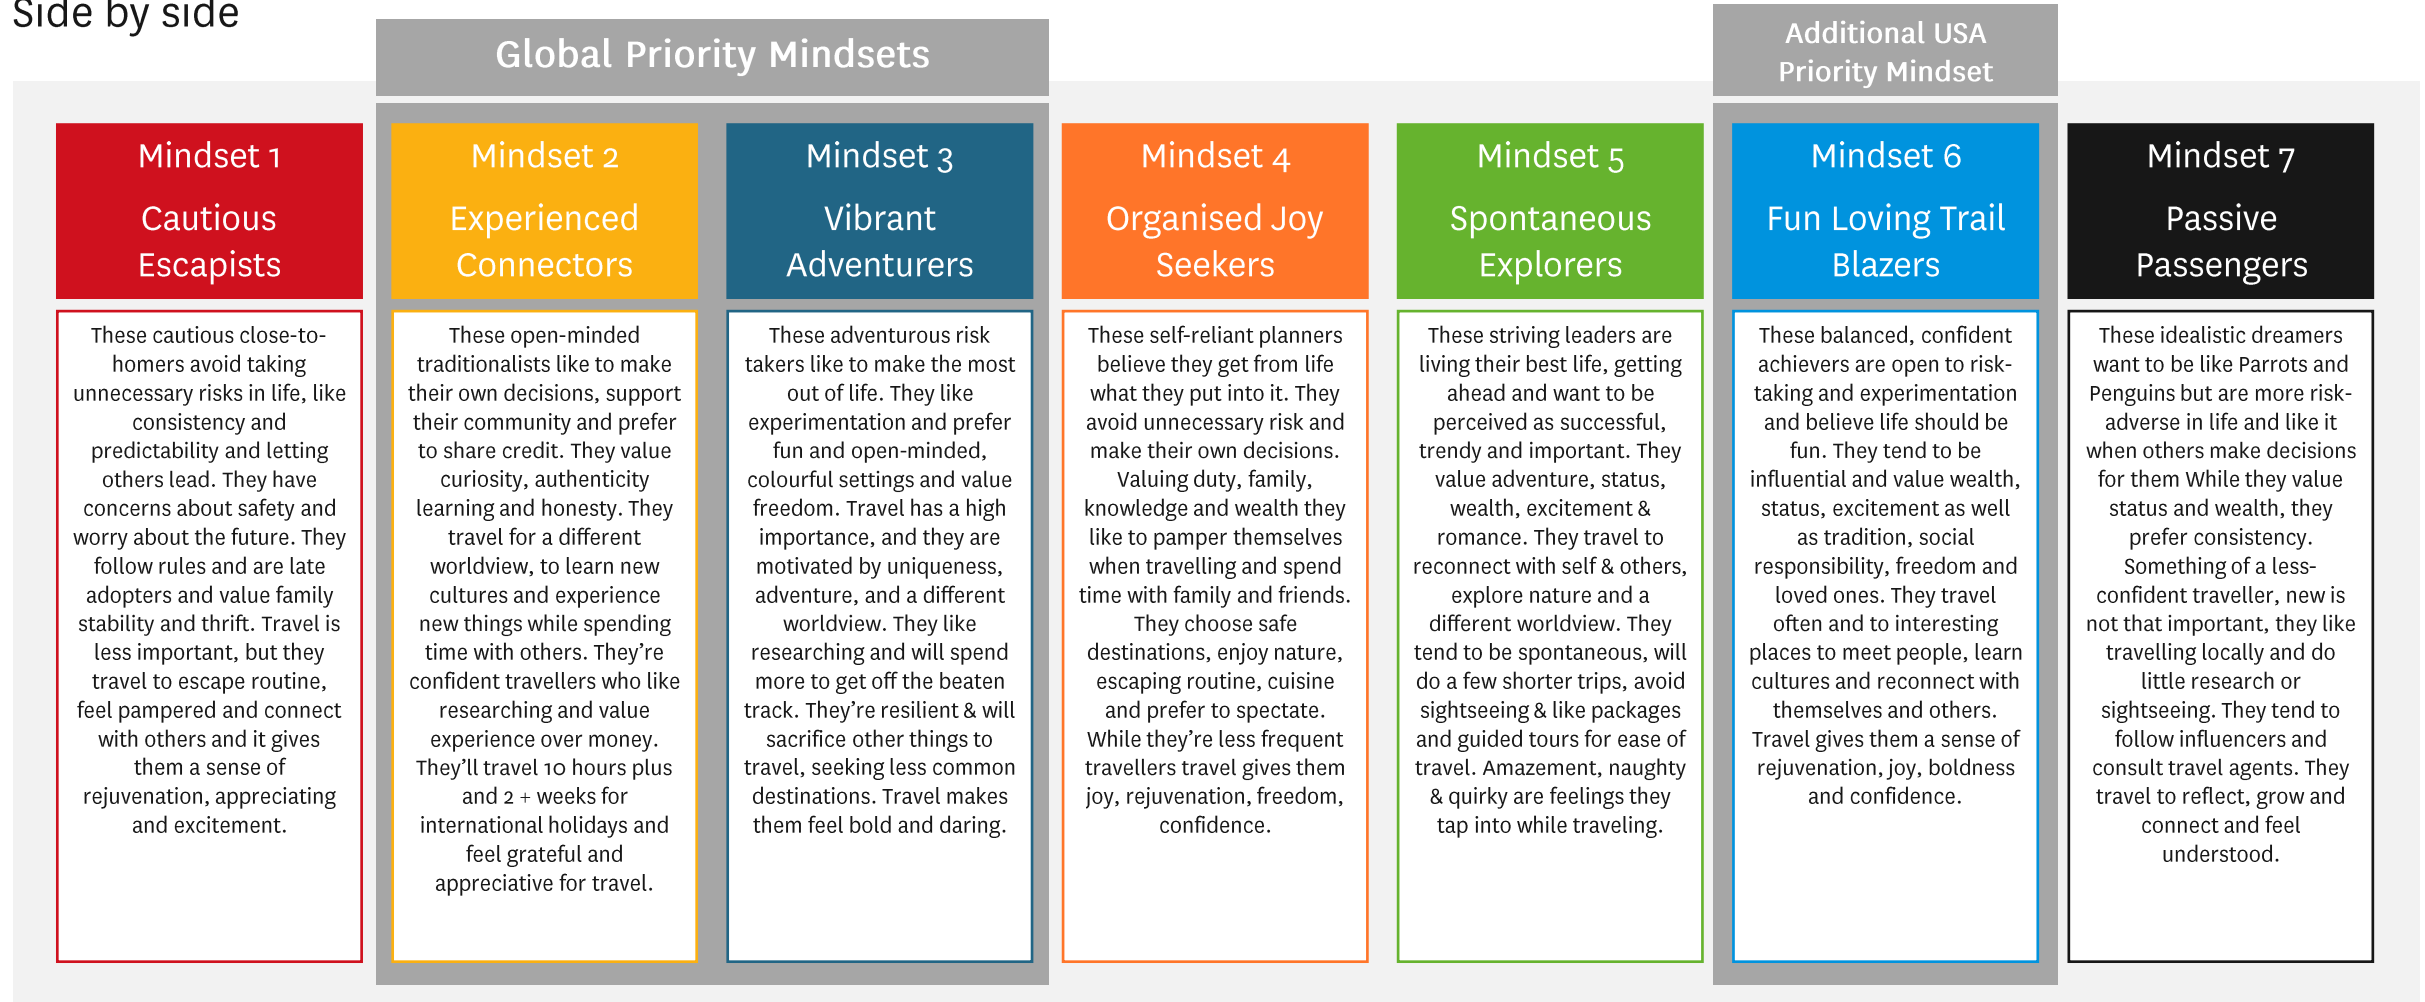 Side by side
Global Priority Mindsets
Additional USA
Priority Mindset
Mindset 1
Cautious
Escapists
These cautious close-to-
homers avoid taking
unnecessary risks in life, like
consistency and
predictability and letting
others lead. They have
concerns about safety and
worry about the future. They
follow rules and are late
adopters and value family
stability and thrift. Travel is
less important, but they
travel to escape routine,
feel pampered and connect
with others and it gives
them a sense of
rejuvenation, appreciating
and excitement.
Mindset 2
Experienced
Connectors
These open-minded
traditionalists like to make
their own decisions, support
their community and prefer
to share credit. They value
curiosity, authenticity
learning and honesty. They
travel for a different
worldview, to learn new
cultures and experience
new things while spending
time with others. They’re
confident travellers who like
researching and value
experience over money.
They’ll travel 10 hours plus
and 2 + weeks for
international holidays and
feel grateful and
appreciative for travel.
Mindset 3
Vibrant
Adventurers
These adventurous risk
takers like to make the most
out of life. They like
experimentation and prefer
fun and open-minded,
colourful settings and value
freedom. Travel has a high
importance, and they are
motivated by uniqueness,
adventure, and a different
worldview. They like
researching and will spend
more to get off the beaten
track. They’re resilient & will
sacrifice other things to
travel, seeking less common
destinations. Travel makes
them feel bold and daring.
Mindset 4
Organised Joy
Seekers
These self-reliant planners
believe they get from life
what they put into it. They
avoid unnecessary risk and
make their own decisions.
Valuing duty, family,
knowledge and wealth they
like to pamper themselves
when travelling and spend
time with family and friends.
They choose safe
destinations, enjoy nature,
escaping routine, cuisine
and prefer to spectate.
While they’re less frequent
travellers travel gives them
joy, rejuvenation, freedom,
confidence.
Mindset 5
Spontaneous
Explorers
These striving leaders are
living their best life, getting
ahead and want to be
perceived as successful,
trendy and important. They
value adventure, status,
wealth, excitement &
romance. They travel to
reconnect with self & others,
explore nature and a
different worldview. They
tend to be spontaneous, will
do a few shorter trips, avoid
sightseeing & like packages
and guided tours for ease of
travel. Amazement, naughty
& quirky are feelings they
tap into while traveling.
Mindset 6
Fun Loving Trail
Blazers
These balanced, confident
achievers are open to risk-
taking and experimentation
and believe life should be
fun. They tend to be
influential and value wealth,
status, excitement as well
as tradition, social
responsibility, freedom and
loved ones. They travel
often and to interesting
places to meet people, learn
cultures and reconnect with
themselves and others.
Travel gives them a sense of
rejuvenation, joy, boldness
and confidence.
Mindset 7
Passive
Passengers
These idealistic dreamers
want to be like Parrots and
Penguins but are more risk-
adverse in life and like it
when others make decisions
for them While they value
status and wealth, they
prefer consistency.
Something of a less-
confident traveller, new is
not that important, they like
travelling locally and do
little research or
sightseeing. They tend to
follow influencers and
consult travel agents. They
travel to reflect, grow and
connect and feel
understood.